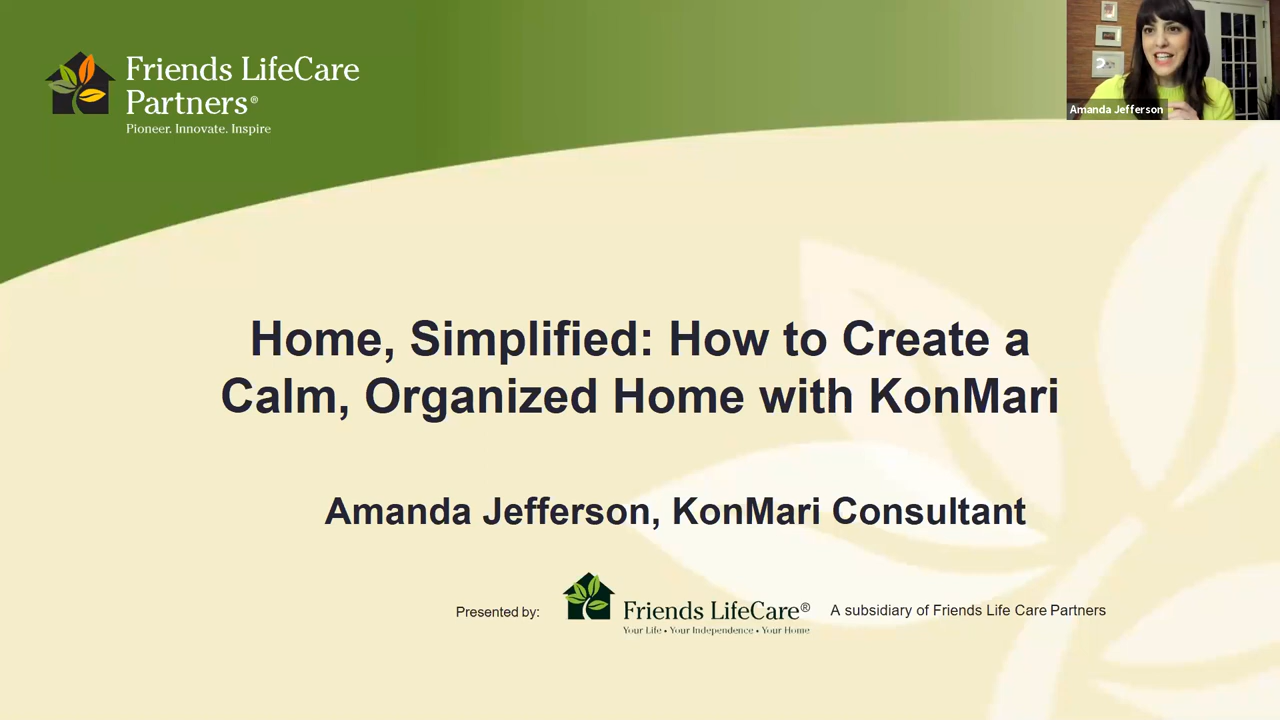 Friends LifeCare
Partners®
Pioneer. Innovate. Inspire
Amanda Jefferson
Home, Simplified: How to Create a
Calm, Organized Home with KonMari
Amanda Jefferson, KonMari Consultant
Presented by:
Friends LifeCare®
Your Life • Your Independence • Your Home
A subsidiary of Friends Life Care Partners